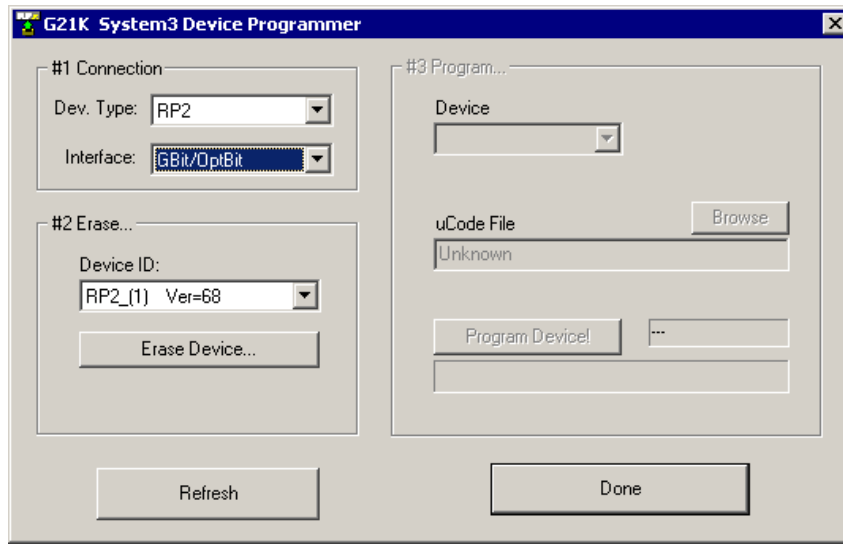 G21K System3 Device Programmer
#1 Connection
Dev. Type: RP2
Interface: GBit/OptBit
#2 Erase...
Device ID:
RP2_(1) Ver=68
Erase Device...
Refresh
#3 Program...
Device
uCode File
Browse
Unknown
Program Device!
---
Done